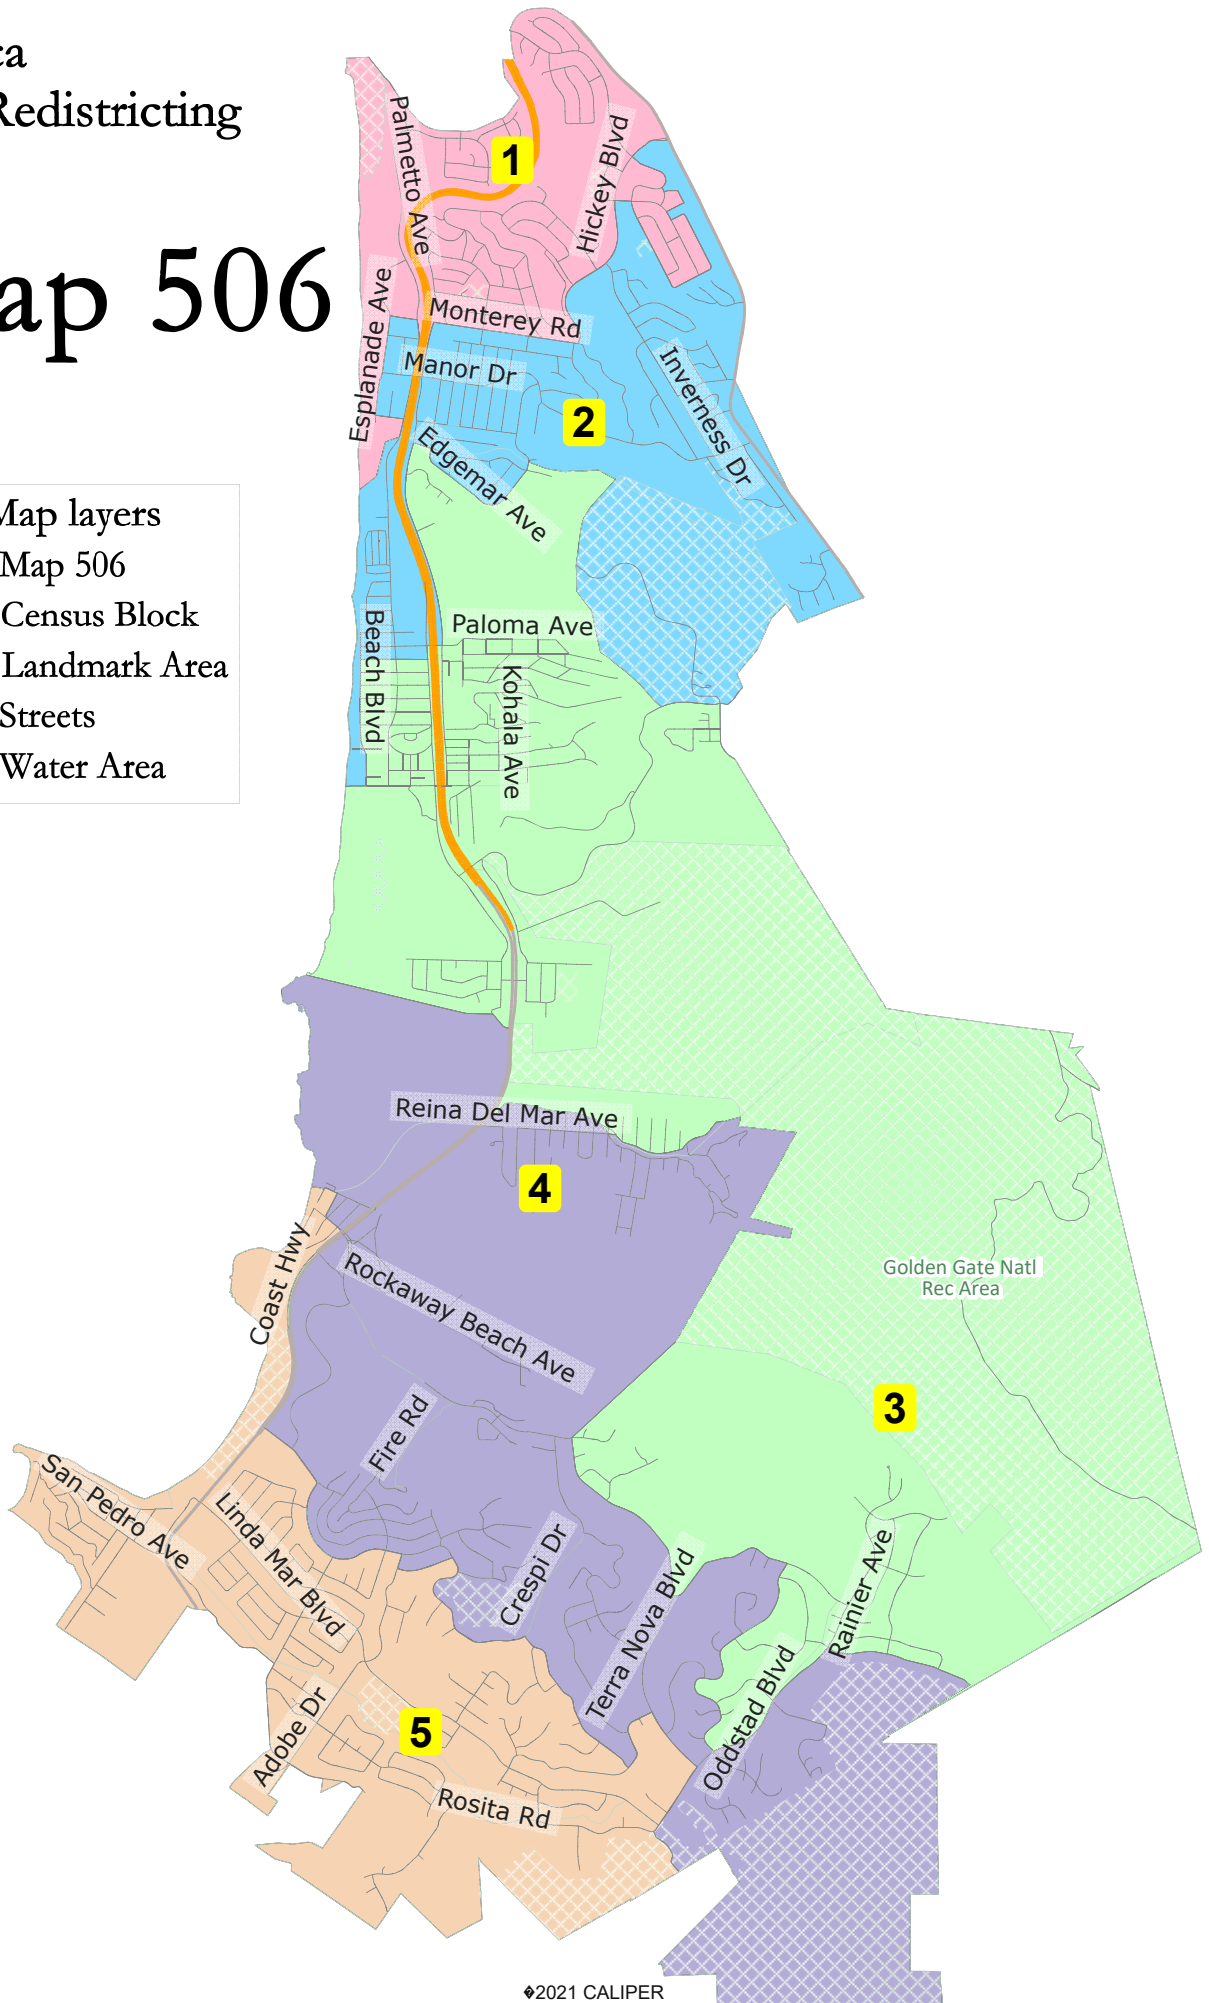 ca
Redistricting
ap 506
Map layers
Map 506
Census Block
Landmark Area
Streets
Water Area
Palmetto Ave
1
Hickey Blvd
Esplanade Ave
Monterey Rd
Manor Dr
Inverness Dr
2
Edgemar Ave
Beach Blvd
Paloma Ave
Kohala Ave
Reina Del Mar Ave
4
Coast Hwy
Rockaway Beach Ave
Golden Gate Natl
Rec Area
3
Fire Rd
San Pedro Ave
Linda Mar Blvd
Crespi Dr
Terra Nova Blvd
Rainier Ave
Oddstad Blvd
Adobe Dr
5
Rosita Rd
�2021 CALIPER